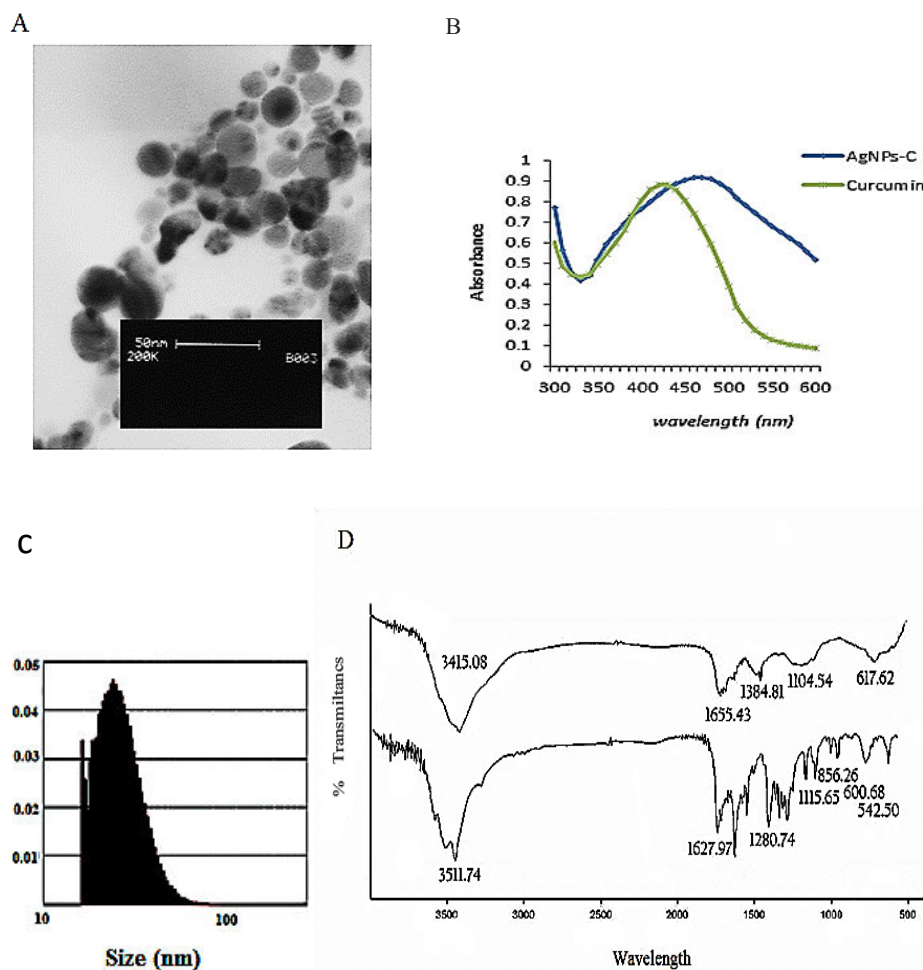 A
50nm
200K B003
B
AgNPs-C
Curcumin
1
0.9
0.8
0.7
0.6
0.5
0.4
0.3
0.2
0.1
0
Absorbance
300 350 400 450 500 550 600
wavelength (nm)
C
0.05
0.04
0.03
0.02
0.01
10 100
Size (nm)
D
% Transmiltancs
3415.08
1655.43
1384.81
1104.54
617.62
3511.74
1627.97
1280.74
1115.65
856.26
600.68
542.50
3500 3000 2500 2000 1500 1000 500
Wavelength